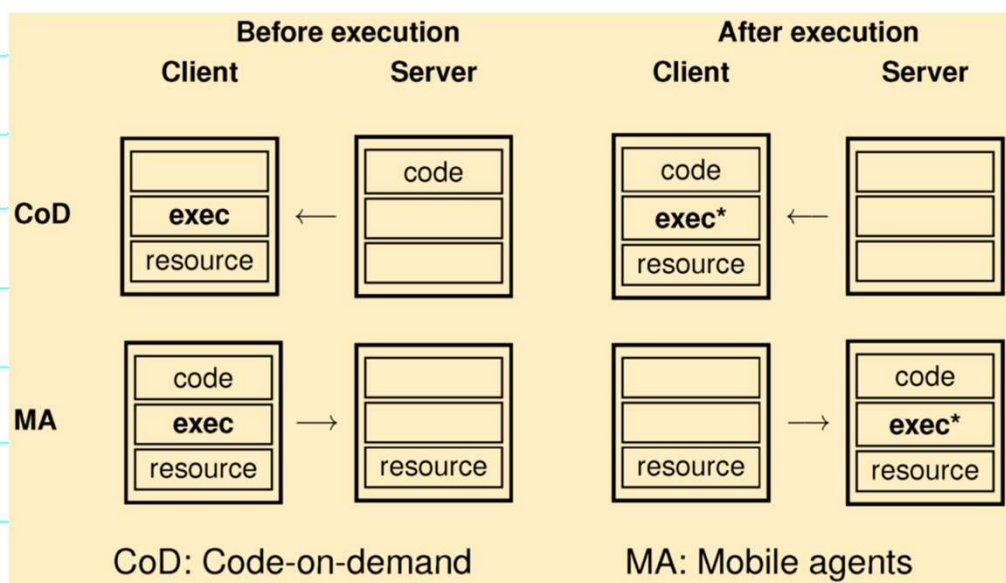 Before execution After execution
Client Server Client Server
code code
CoD exec exec*
resource resource
code code
MA exec exec*
resource resource resource resource
CoD: Code-on-demand MA: Mobile agents